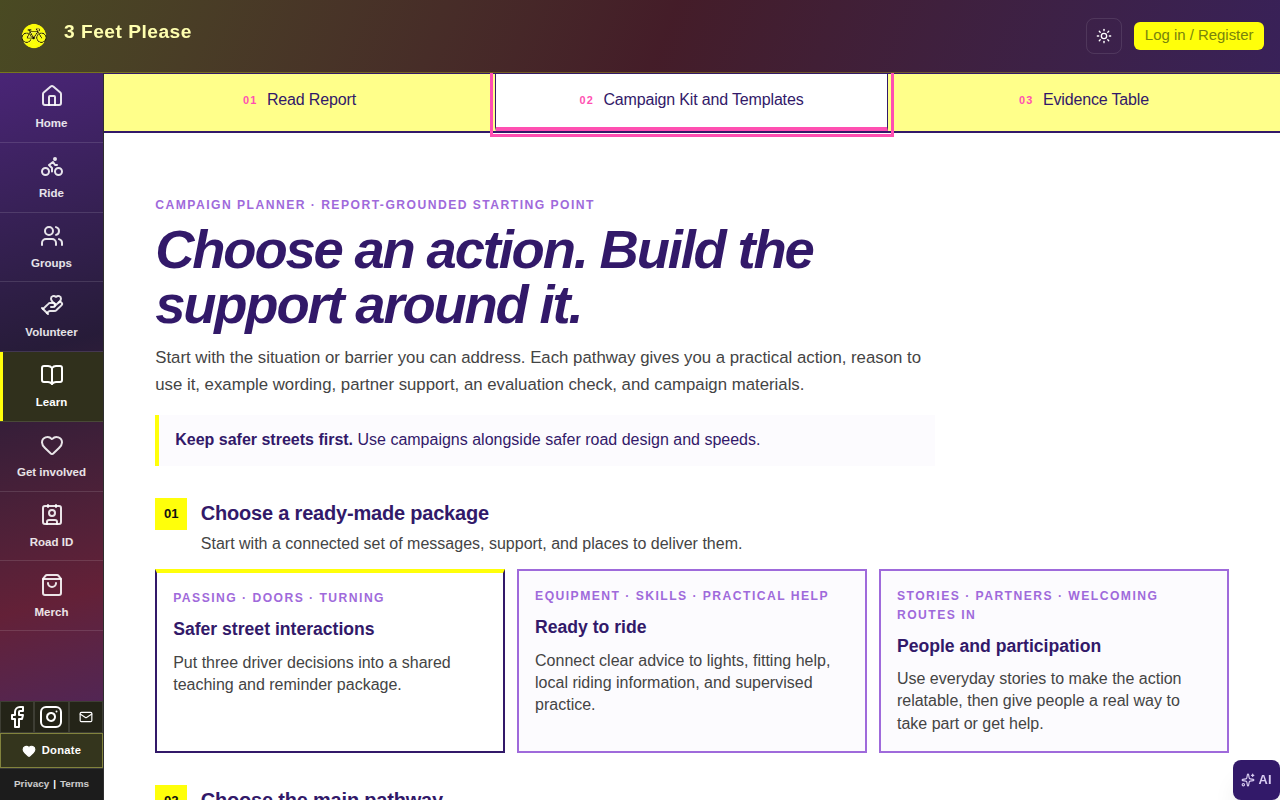 3 Feet Please
Log in / Register
Home
Ride
Groups
Volunteer
Learn
Get involved
Road ID
Merch
Donate
Privacy | Terms
01 Read Report
02 Campaign Kit and Templates
03 Evidence Table
CAMPAIGN PLANNER · REPORT-GROUNDED STARTING POINT
Choose an action. Build the
support around it.
Start with the situation or barrier you can address. Each pathway gives you a practical action, reason to
use it, example wording, partner support, an evaluation check, and campaign materials.
Keep safer streets first. Use campaigns alongside safer road design and speeds.
01 Choose a ready-made package
Start with a connected set of messages, support, and places to deliver them.
PASSING · DOORS · TURNING
Safer street interactions
Put three driver decisions into a shared
teaching and reminder package.
EQUIPMENT · SKILLS · PRACTICAL HELP
Ready to ride
Connect clear advice to lights, fitting help,
local riding information, and supervised
practice.
STORIES · PARTNERS · WELCOMING
ROUTES IN
People and participation
Use everyday stories to make the action
relatable, then give people a real way to
take part or get help.
02 Choose the main pathway
AI